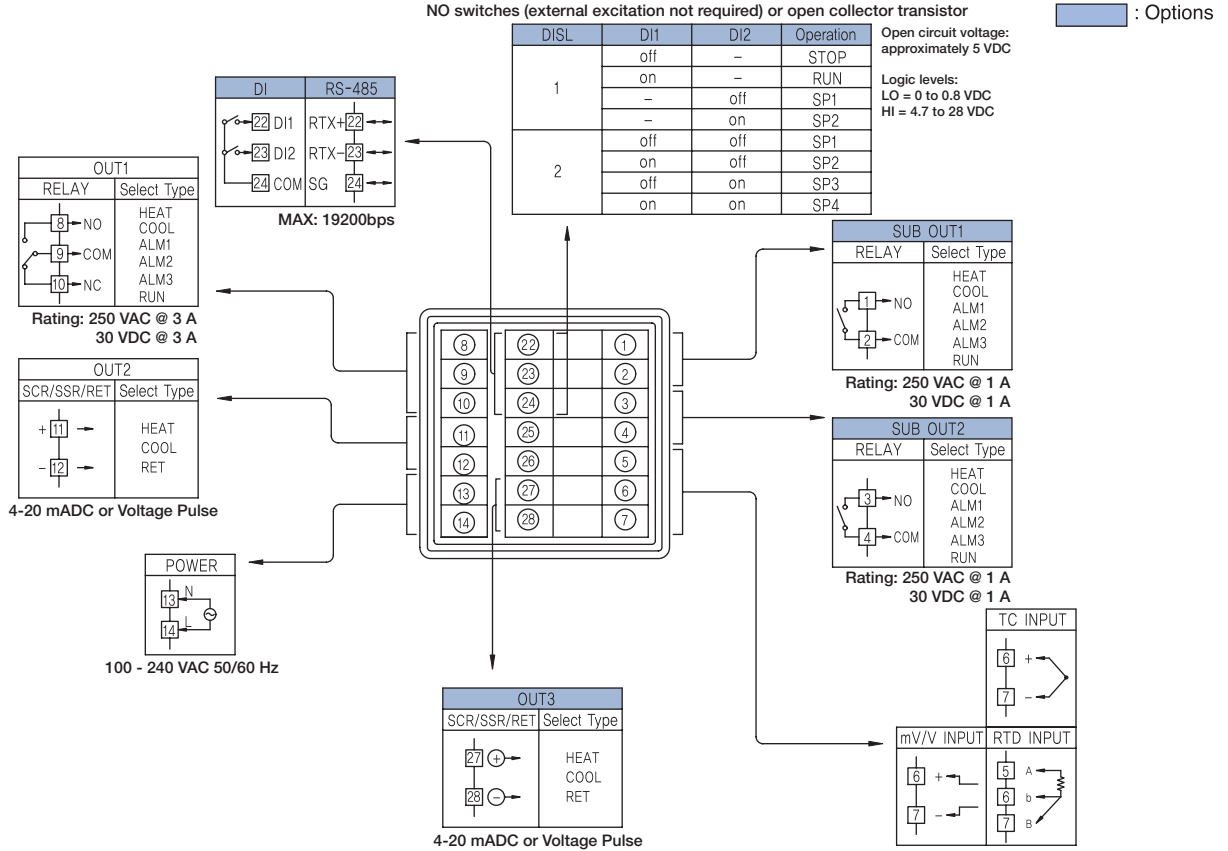 NO switches (external excitation not required) or open collector transistor
: Options
DISL DI1 DI2 Operation
1
off – STOP
on – RUN
– off SP1
– on SP2
2
off off SP1
on off SP2
off on SP3
on on SP4
Open circuit voltage:
approximately 5 VDC
Logic levels:
LO = 0 to 0.8 VDC
HI = 4.7 to 28 VDC
DI RS-485
22 DI1 RTX+ 22
23 DI2 RTX- 23
24 COM SG 24
MAX: 19200bps
OUT1
RELAY Select Type
8 NO
9 COM
10 NC
HEAT
COOL
ALM1
ALM2
ALM3
RUN
Rating: 250 VAC @ 3 A
30 VDC @ 3 A
OUT2
SCR/SSR/RET Select Type
+ 11
- 12
HEAT
COOL
RET
4-20 mADC or Voltage Pulse
POWER
13 N
14 L
100 - 240 VAC 50/60 Hz
8 22 1
9 23 2
10 24 3
11 25 4
12 26 5
13 27 6
14 28 7
SUB OUT1
RELAY Select Type
1 NO
2 COM
HEAT
COOL
ALM1
ALM2
ALM3
RUN
Rating: 250 VAC @ 1 A
30 VDC @ 1 A
SUB OUT2
RELAY Select Type
3 NO
4 COM
HEAT
COOL
ALM1
ALM2
ALM3
RUN
Rating: 250 VAC @ 1 A
30 VDC @ 1 A
OUT3
SCR/SSR/RET Select Type
27 +
28 -
HEAT
COOL
RET
4-20 mADC or Voltage Pulse
TC INPUT
6 +
7 -
mV/V INPUT
6 +
7 -
RTD INPUT
5 A
6 b
7 B